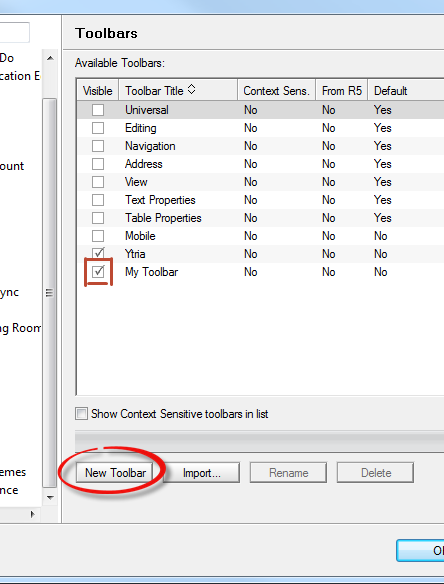 Toolbars
Available Toolbars:
Visible Toolbar Title Context Sens. From R5 Default
Universal No No Yes
Editing No No Yes
Navigation No No Yes
Address No No Yes
View No No Yes
Text Properties No No Yes
Table Properties No No Yes
Mobile No No No
Ytria No No No
My Toolbar No No No
Show Context Sensitive toolbars in list
New Toolbar Import... Rename Delete
Do
cation E
ount
ync
ng Room
emes
ence